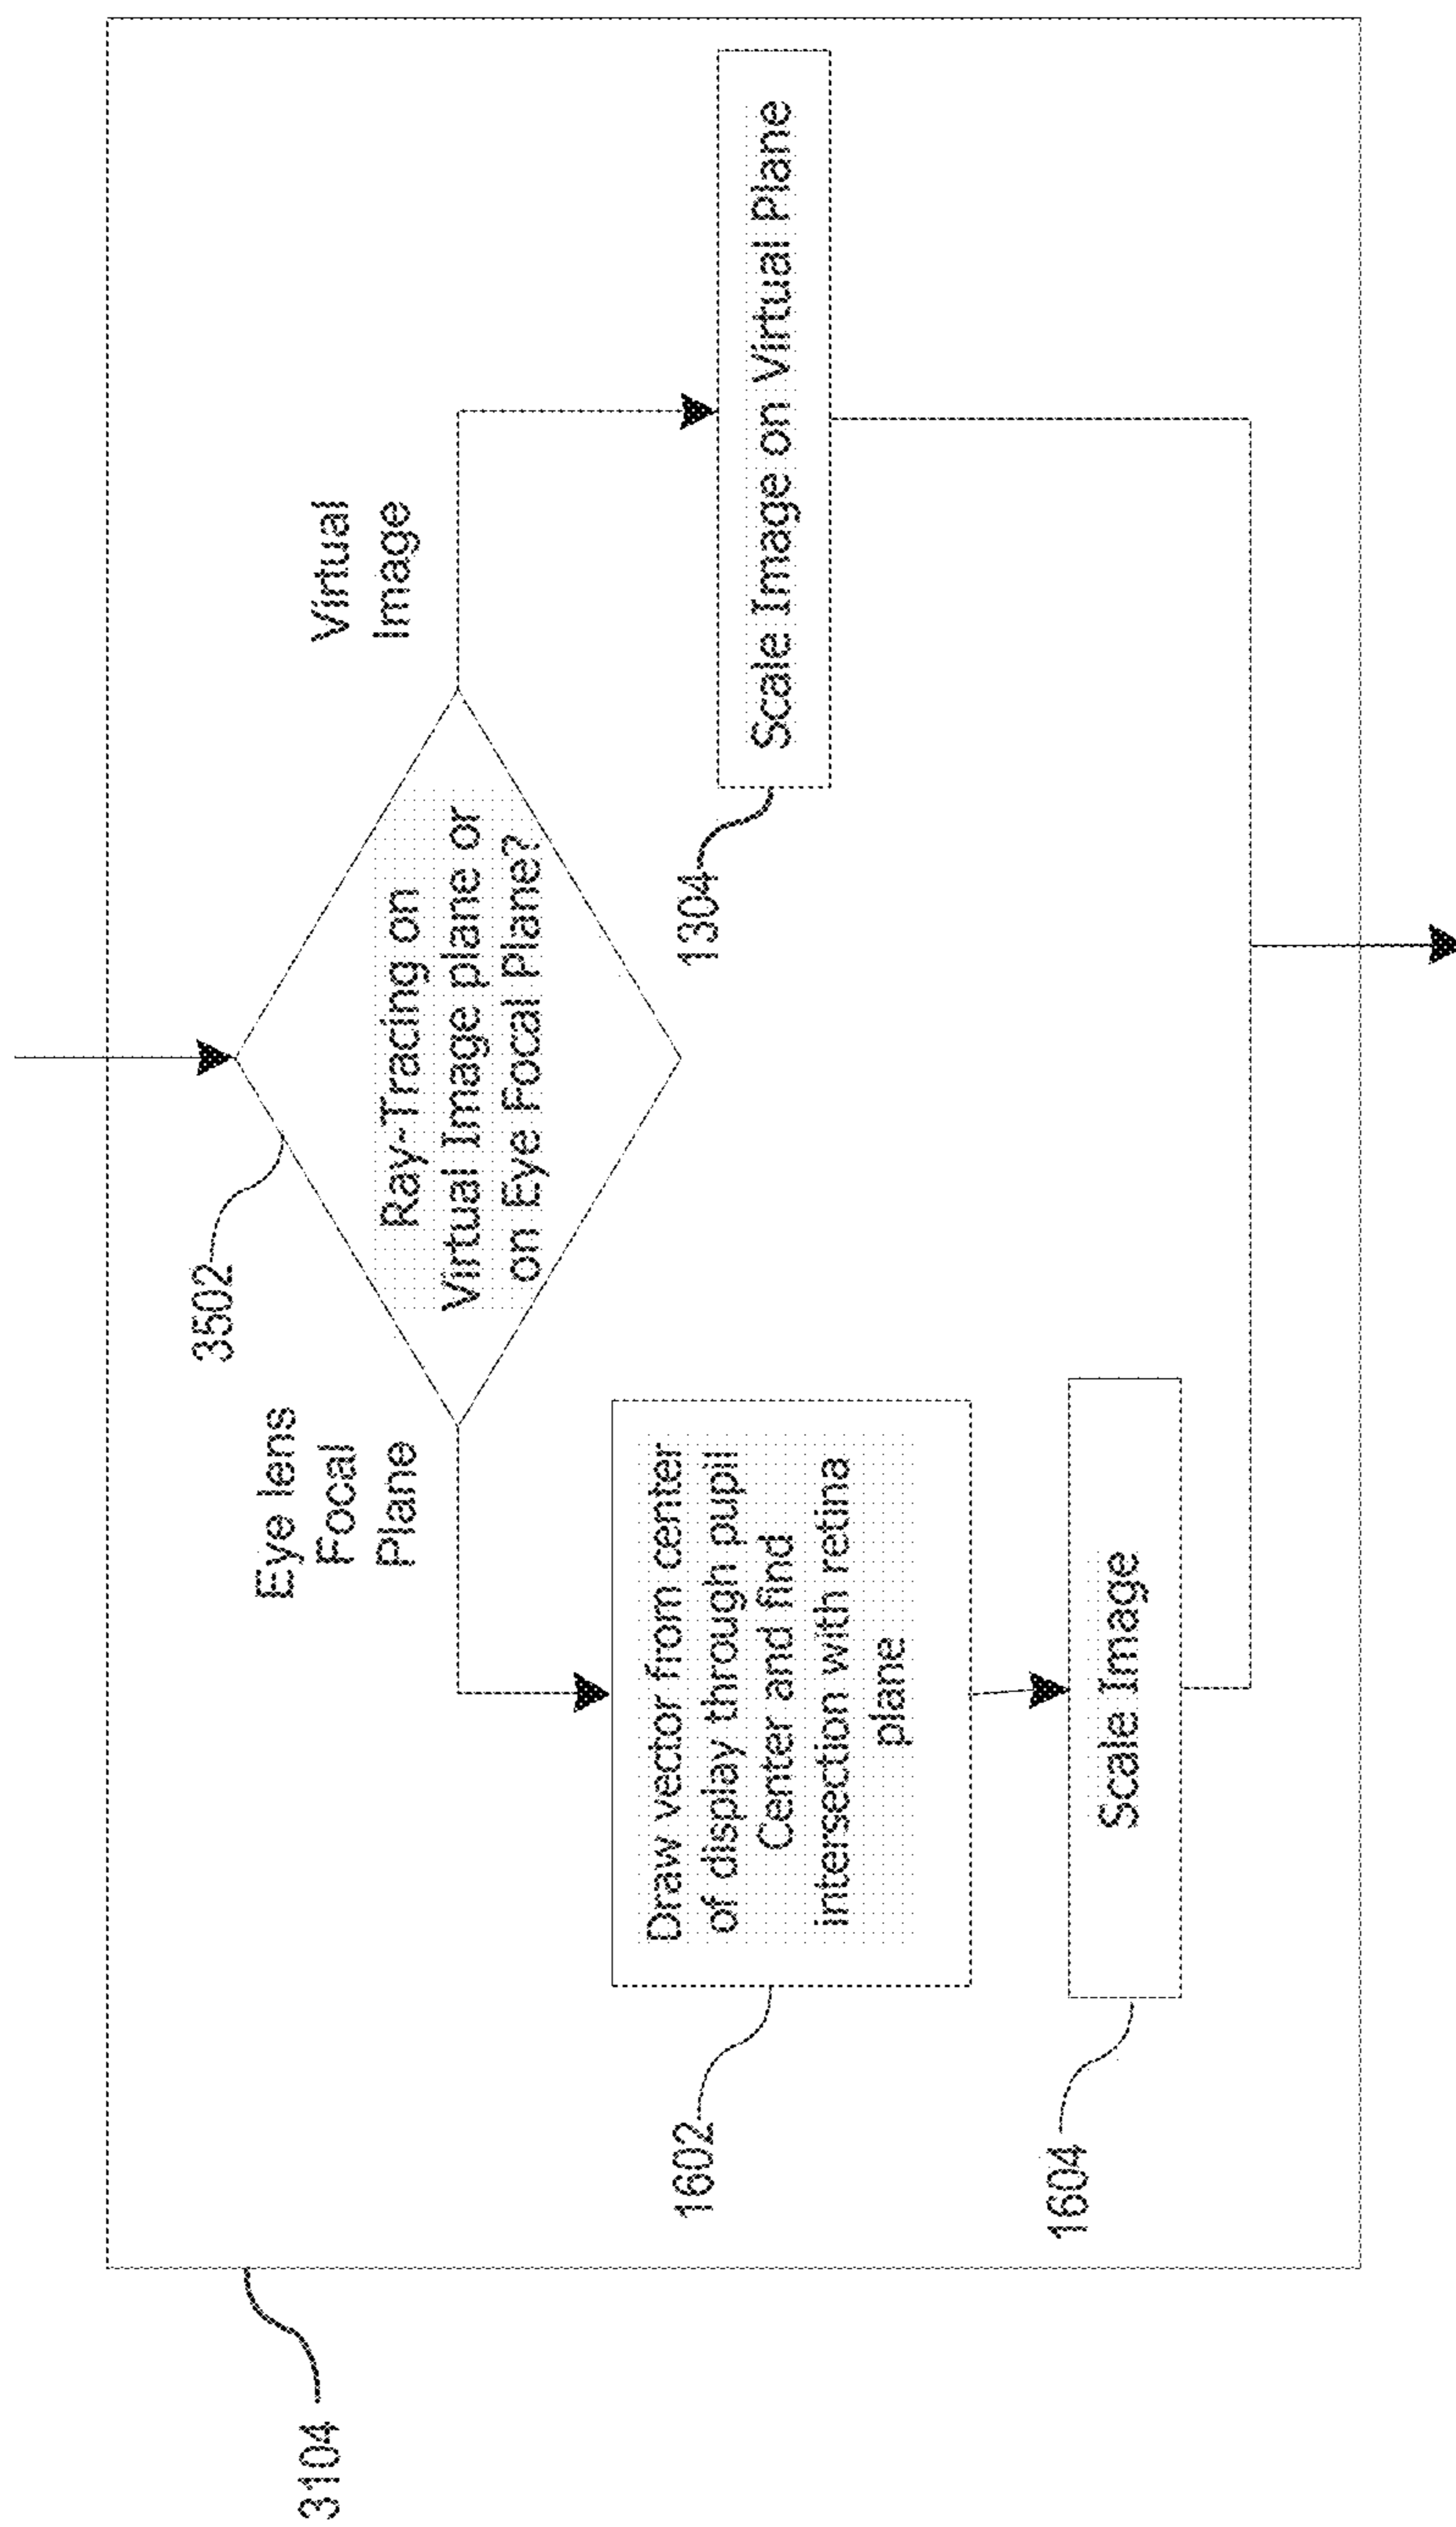 3104
3502
Ray-Tracing on
Virtual Image plane or
on Eye Focal Plane?
Eye lens
Focal
Plane
Virtual
Image
1602
Draw vector from center
of display through pupil
Center and find
intersection with retina
plane
1304
Scale Image on Virtual Plane
1604
Scale Image